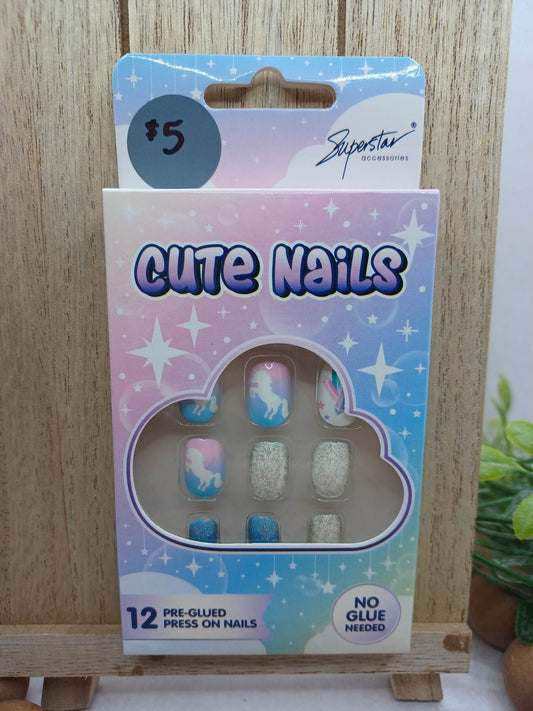 $5
Superstar®
accessories
CUTE NAiLS
12 PRE-GLUED
PRESS ON NAILS
NO
GLUE
NEEDED